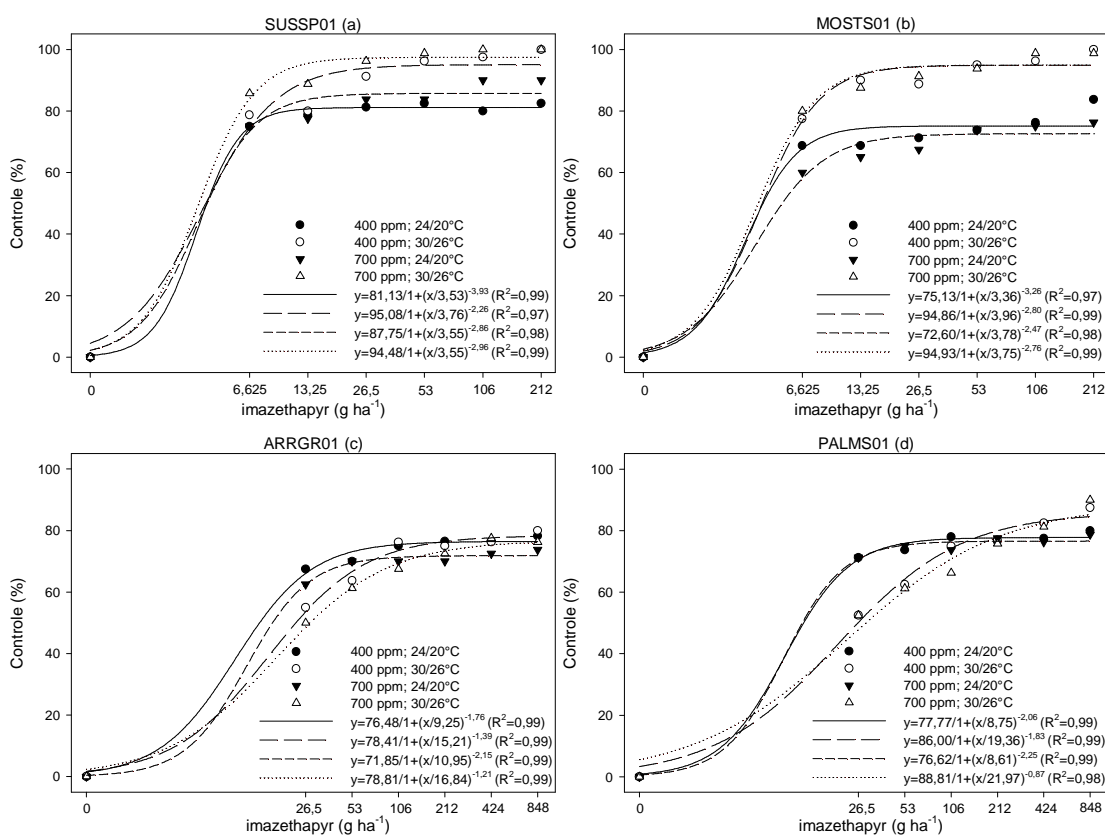 SUSSP01 (a)
Controle (%)
100
80
60
40
20
0
400 ppm; 24/20°C
400 ppm; 30/26°C
700 ppm; 24/20°C
700 ppm; 30/26°C
y=81,13/1+(x/3,53)-3,93 (R2=0,99)
y=95,08/1+(x/3,76)-2,26 (R2=0,97)
y=87,75/1+(x/3,55)-2,86 (R2=0,98)
y=94,48/1+(x/3,55)-2,96 (R2=0,99)
0 6,625 13,25 26,5 53 106 212
imazethapyr (g ha-1)
MOSTS01 (b)
Controle (%)
100
80
60
40
20
0
400 ppm; 24/20°C
400 ppm; 30/26°C
700 ppm; 24/20°C
700 ppm; 30/26°C
y=75,13/1+(x/3,36)-3,26 (R2=0,97)
y=94,86/1+(x/3,96)-2,80 (R2=0,99)
y=72,60/1+(x/3,78)-2,47 (R2=0,98)
y=94,93/1+(x/3,75)-2,76 (R2=0,99)
0 6,625 13,25 26,5 53 106 212
imazethapyr (g ha-1)
ARRGR01 (c)
Controle (%)
100
80
60
40
20
0
400 ppm; 24/20°C
400 ppm; 30/26°C
700 ppm; 24/20°C
700 ppm; 30/26°C
y=76,48/1+(x/9,25)-1,76 (R2=0,99)
y=78,41/1+(x/15,21)-1,39 (R2=0,99)
y=71,85/1+(x/10,95)-2,15 (R2=0,99)
y=78,81/1+(x/16,84)-1,21 (R2=0,99)
0 26,5 53 106 212 424 848
imazethapyr (g ha-1)
PALMS01 (d)
Controle (%)
100
80
60
40
20
0
400 ppm; 24/20°C
400 ppm; 30/26°C
700 ppm; 24/20°C
700 ppm; 30/26°C
y=77,77/1+(x/8,75)-2,06 (R2=0,99)
y=86,00/1+(x/19,36)-1,83 (R2=0,99)
y=76,62/1+(x/8,61)-2,25 (R2=0,99)
y=88,81/1+(x/21,97)-0,87 (R2=0,98)
0 26,5 53 106 212 424 848
imazethapyr (g ha-1)